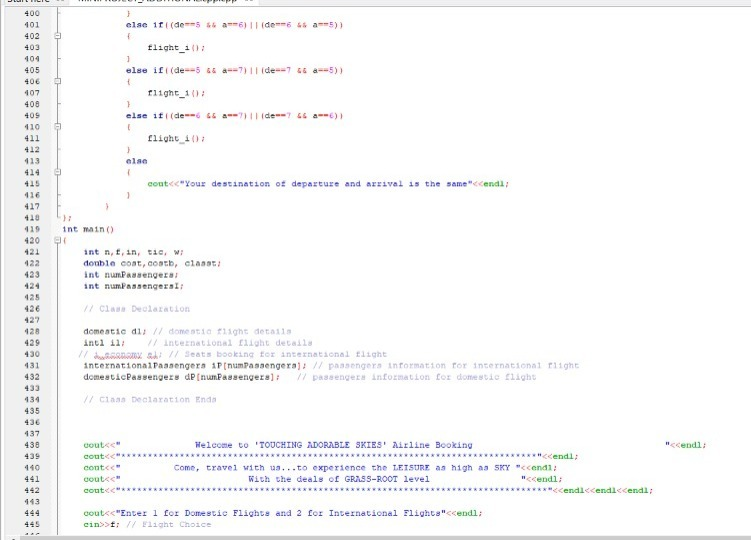 400 }
401 else if((de==5 && a==6)||(de==6 && a==5))
402 {
403 flight_i();
404 }
405 else if((de==5 && a==7)||(de==7 && a==5))
406 {
407 flight_i();
408 }
409 else if((de==6 && a==7)||(de==7 && a==6))
410 {
411 flight_i();
412 }
413 else
414 {
415 cout<<"Your destination of departure and arrival is the same"<<endl;
416 }
417 }
418 };
419 int main()
420 {
421 int n,f,in, tic, w;
422 double cost,costb, classt;
423 int numPassengers;
424 int numPassengersI;
425
426 // Class Declaration
427
428 domestic dl; // domestic flight details
429 intl il; // international flight details
430 // i_economy el; // Seats booking for international flight
431 internationalPassengers iP[numPassengers]; // passengers information for international flight
432 domesticPassengers dP[numPassengers]; // passengers information for domestic flight
433
434 // Class Declaration Ends
435
436
437
438 cout<<" Welcome to 'TOUCHING ADORABLE SKIES' Airline Booking "<<endl;
439 cout<<"******************************************************************************"<<endl;
440 cout<<" Come, travel with us...to experience the LEISURE as high as SKY "<<endl;
441 cout<<" With the deals of GRASS-ROOT level "<<endl;
442 cout<<"********************************************************************************"<<endl<<endl<<endl;
443
444 cout<<"Enter 1 for Domestic Flights and 2 for International Flights"<<endl;
445 cin>>f; // Flight Choice